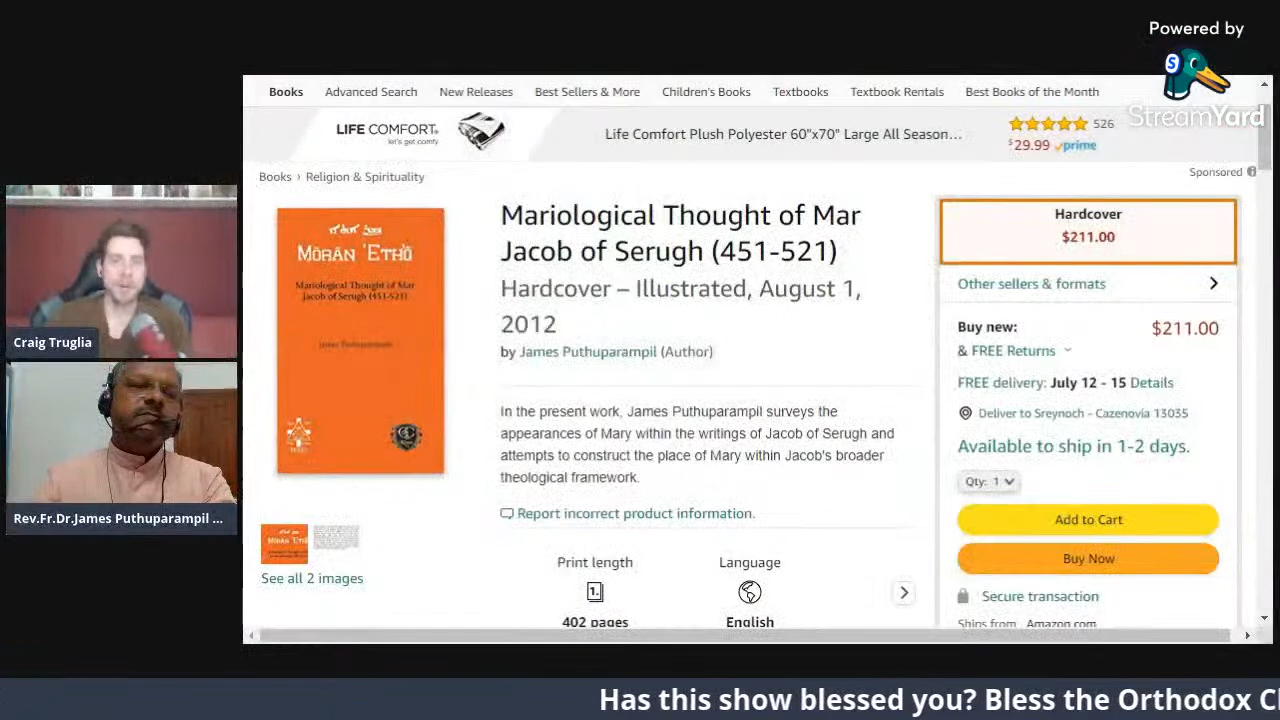 Powered by
S
StreamYard
Books Advanced Search New Releases Best Sellers & More Children's Books Textbooks Textbook Rentals Best Books of the Month
LIFE COMFORT.
let's get comfy
Life Comfort Plush Polyester 60"x70" Large All Season...
526
$29.99 prime
Sponsored
Books › Religion & Spirituality
MŌRĀN 'ETHŌ
Mariological Thought of Mar
Jacob of Serugh (451-521)
James Puthuparampil
See all 2 images
Mariological Thought of Mar
Jacob of Serugh (451-521)
Hardcover – Illustrated, August 1,
2012
by James Puthuparampil (Author)
In the present work, James Puthuparampil surveys the
appearances of Mary within the writings of Jacob of Serugh and
attempts to construct the place of Mary within Jacob's broader
theological framework.
Report incorrect product information.
Print length
402 pages
Language
English
Hardcover
$211.00
Other sellers & formats
Buy new: $211.00
& FREE Returns
FREE delivery: July 12 - 15 Details
Deliver to Sreynoch - Cazenovia 13035
Available to ship in 1-2 days.
Qty: 1
Add to Cart
Buy Now
Secure transaction
Ships from Amazon.com
Craig Truglia
Rev.Fr.Dr.James Puthuparampil ...
Has this show blessed you? Bless the Orthodox